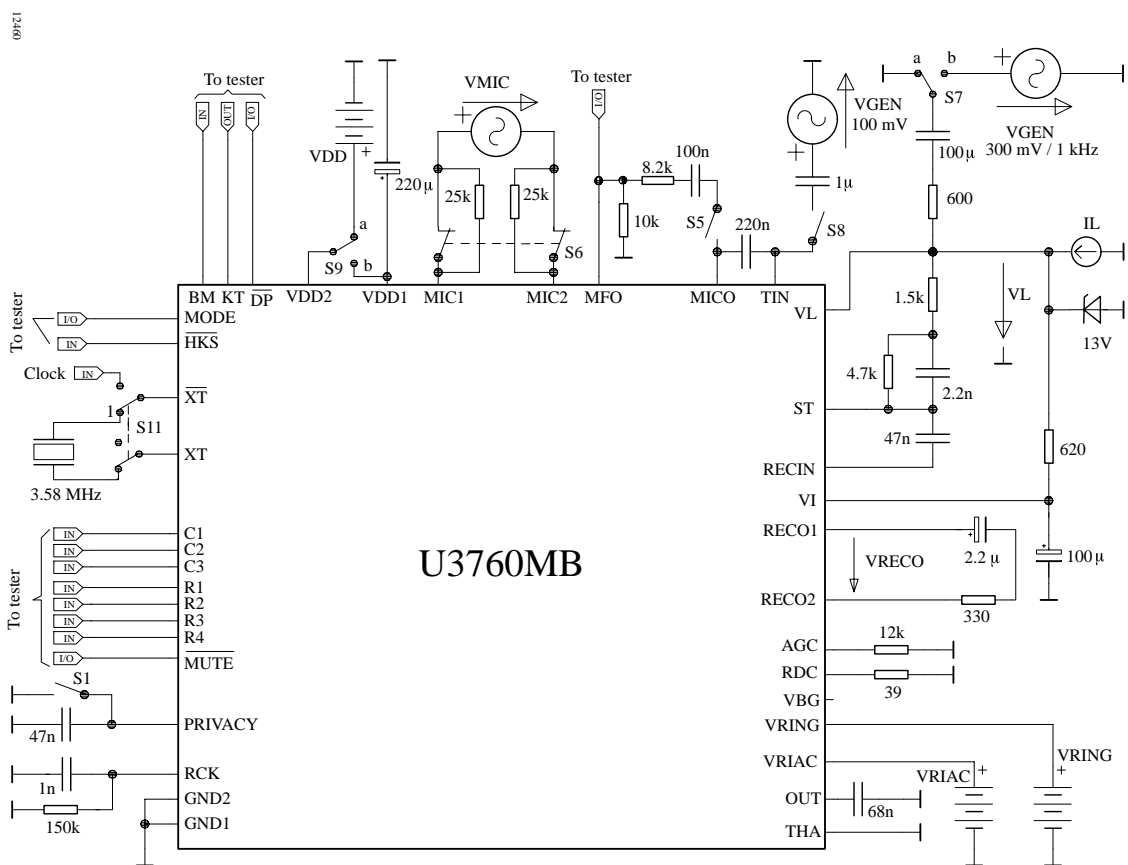 12460
To tester
IN
OUT
I/O
VDD
+
220 μ
a
S9
b
VMIC
+
25k
25k
S6
To tester
I/O
8.2k
100n
10k
S5
220n
VGEN
100 mV
+
1μ
S8
a
b
S7
+
VGEN
300 mV / 1 kHz
100μ
600
IL
VL
13V
1.5k
4.7k
2.2n
47n
620
BM
KT
DP
VDD2
VDD1
MIC1
MIC2
MFO
MICO
TIN
VL
ST
RECIN
VI
RECO1
RECO2
AGC
RDC
VBG
VRING
VRIAC
OUT
THA
To tester
I/O
MODE
IN
HKS
Clock
IN
XT
1
S11
XT
3.58 MHz
To tester
IN
C1
IN
C2
IN
C3
IN
R1
IN
R2
IN
R3
IN
R4
I/O
MUTE
S1
PRIVACY
47n
RCK
1n
GND2
150k
GND1
U3760MB
+
2.2 μ
VRECO
330
+
100μ
12k
39
VRIAC
+
VRING
+
68n